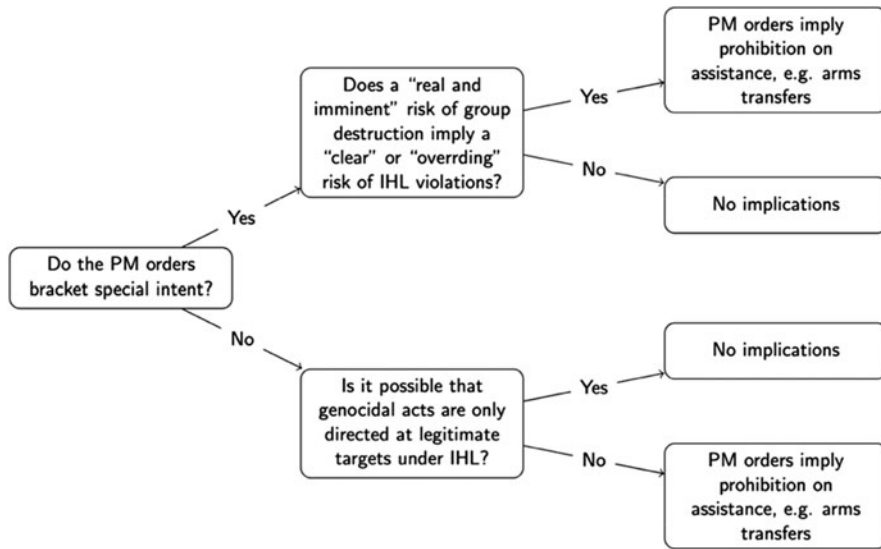 PM orders imply
prohibition on
assistance, e.g. arms
transfers
Does a “real and
imminent” risk of group
destruction imply a
“clear” or “overrding”
risk of IHL violations?
Yes
No
No implications
Yes
Do the PM orders
bracket special intent?
No
No implications
Is it possible that
genocidal acts are only
directed at legitimate
targets under IHL?
Yes
No
PM orders imply
prohibition on
assistance, e.g. arms
transfers